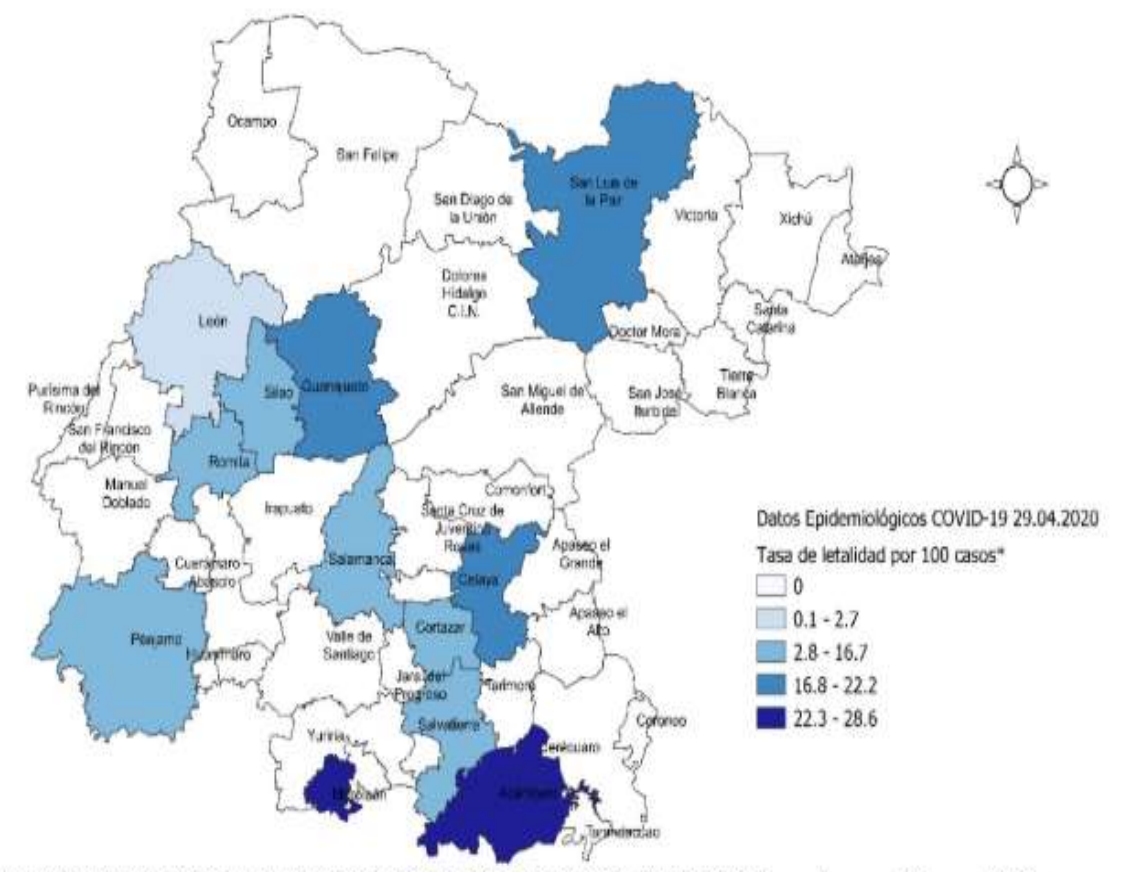 Ocampo
San Felipe
San Diego de
la Unión
San Luis de
la Paz
Victoria
Xichú
Atarjea
Dolores
Hidalgo
C.I.N.
León
Santa
Catarina
Doctor Mora
Tierra
Blanca
San Miguel de
Allende
San José
Iturbide
Purísima del
Rincón
San Francisco
del Rincón
Silao
Guanajuato
Romita
Manuel
Doblado
Irapuato
Comonfort
Santa Cruz de
Juventino
Rosas
Cuerámaro
Abasolo
Salamanca
Celaya
Apaseo el
Grande
Apaseo el
Alto
Pénjamo
Huanímaro
Valle de
Santiago
Cortazar
Jaral del
Progreso
Tarimoro
Salvatierra
Yuriria
Coroneo
Jerécuaro
Acámbaro
Tarandacuao
Datos Epidemiológicos COVID-19 29.04.2020
Tasa de letalidad por 100 casos*
0
0.1 - 2.7
2.8 - 16.7
16.8 - 22.2
22.3 - 28.6